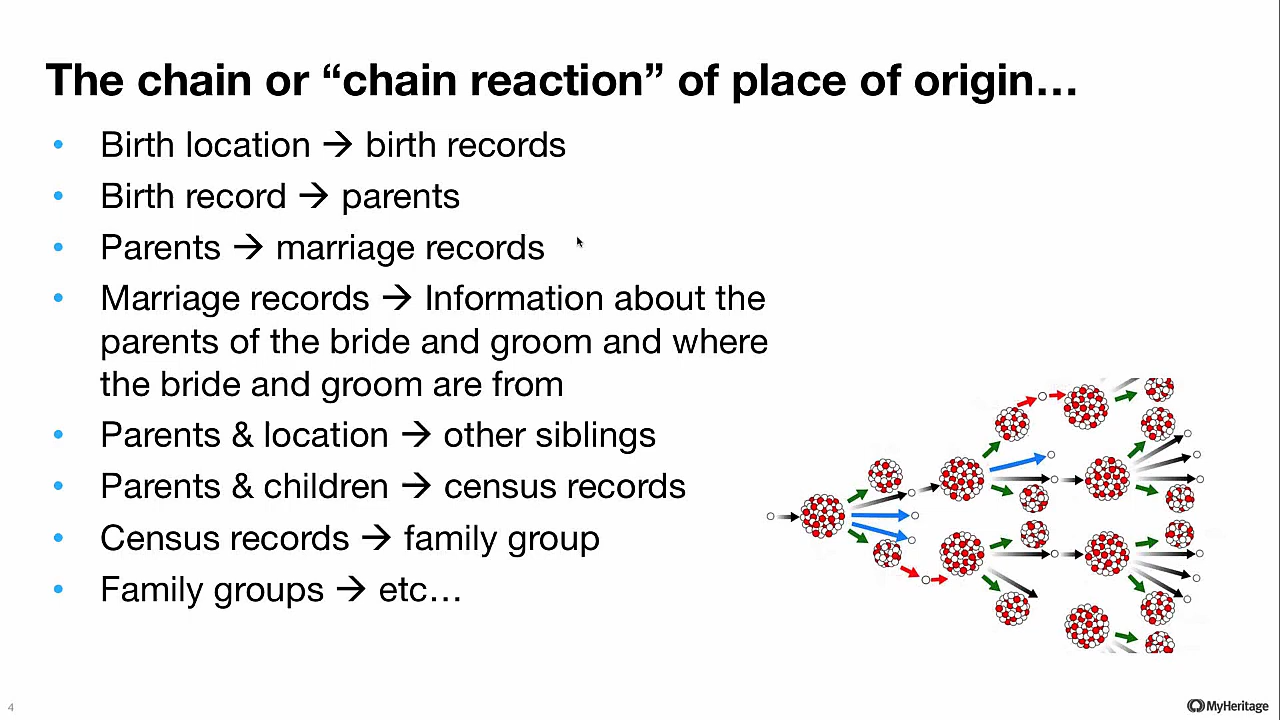 The chain or “chain reaction” of place of origin…
• Birth location → birth records
• Birth record → parents
• Parents → marriage records
• Marriage records → Information about the
parents of the bride and groom and where
the bride and groom are from
• Parents & location → other siblings
• Parents & children → census records
• Census records → family group
• Family groups → etc…
4
MyHeritage